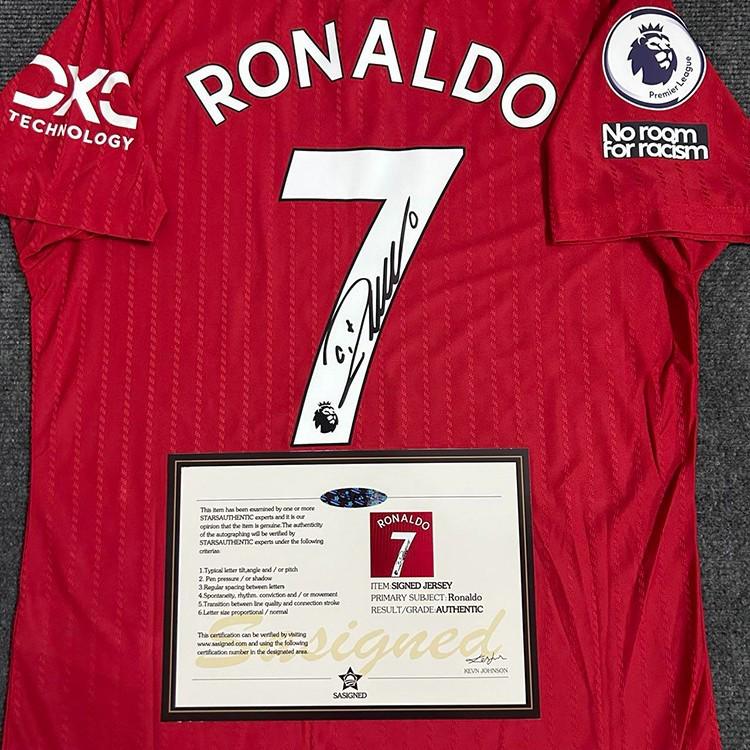 RONALDO
DXC
TECHNOLOGY
Premier League
No room
for racism
7
This item has been examined by one or more
STARSAUTHENTIC experts and it is our
opinion that the item is genuine.The authenticity
of the autographing will be verified by
STARSAUTHENTIC experts under the following
criterias:
1.Typical letter tilt,angle and / or pitch
2. Pen pressure / or shadow
3.Regular spacing between letters
4.Spontaneity, rhythm. conviction and / or movement
5.Transition between line quality and connection stroke
6.Letter size proportional / normal
This certification can be verified by visiting
www.sasigned.com and using the following
certification number in the designated area.
RONALDO
7
ITEM:SIGNED JERSEY
PRIMARY SUBJECT:Ronaldo
RESULT/GRADE:AUTHENTIC
Sasigned
SASIGNED
KEVN JOHNSON